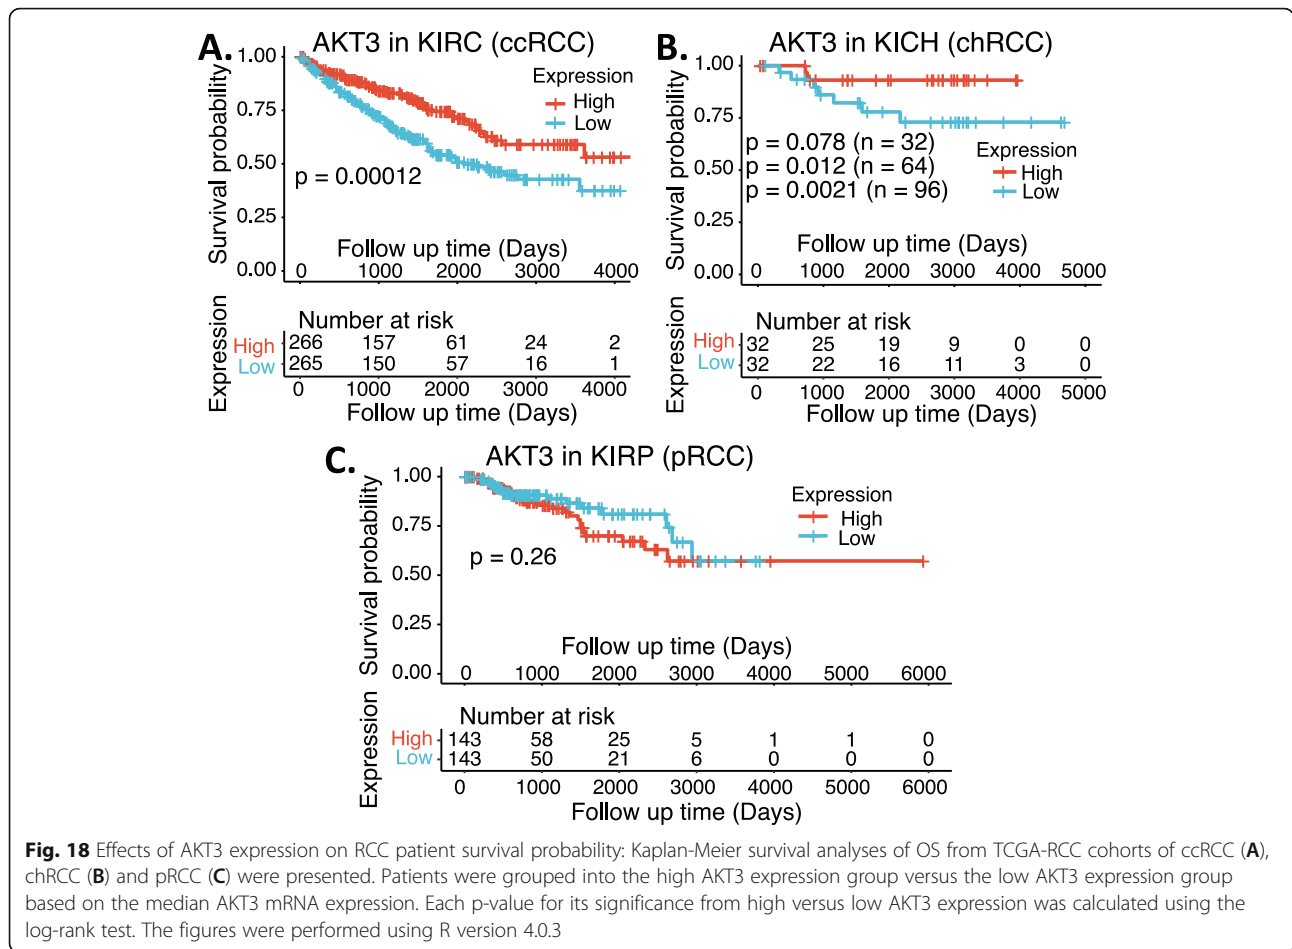 A.
AKT3 in KIRC (ccRCC)
Survival probability
1.00
0.75
0.50
0.25
0.00
Expression
High
Low
p = 0.00012
Follow up time (Days)
0 1000 2000 3000 4000
Number at risk
Expression
High 266 157 61 24 2
Low 265 150 57 16 1
0 1000 2000 3000 4000
Follow up time (Days)
B.
AKT3 in KICH (chRCC)
Survival probability
1.00
0.75
0.50
0.25
0.00
p = 0.078 (n = 32)
p = 0.012 (n = 64)
p = 0.0021 (n = 96)
Expression
High
Low
Follow up time (Days)
0 1000 2000 3000 4000 5000
Number at risk
Expression
High 32 25 19 9 0 0
Low 32 22 16 11 3 0
0 1000 2000 3000 4000 5000
Follow up time (Days)
C.
AKT3 in KIRP (pRCC)
Survival probability
1.00
0.75
0.50
0.25
0.00
Expression
High
Low
p = 0.26
Follow up time (Days)
0 1000 2000 3000 4000 5000 6000
Number at risk
Expression
High 143 58 25 5 1 1 0
Low 143 50 21 6 0 0 0
0 1000 2000 3000 4000 5000 6000
Follow up time (Days)
Fig. 18 Effects of AKT3 expression on RCC patient survival probability: Kaplan-Meier survival analyses of OS from TCGA-RCC cohorts of ccRCC (A),
chRCC (B) and pRCC (C) were presented. Patients were grouped into the high AKT3 expression group versus the low AKT3 expression group
based on the median AKT3 mRNA expression. Each p-value for its significance from high versus low AKT3 expression was calculated using the
log-rank test. The figures were performed using R version 4.0.3